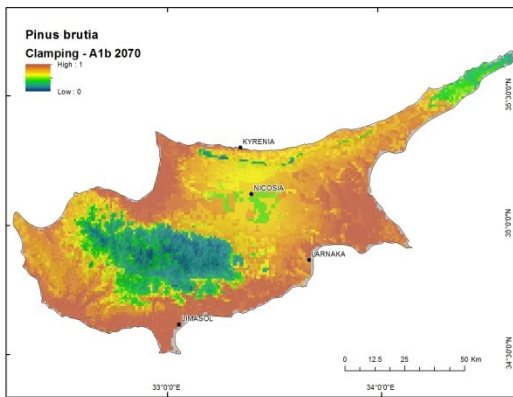 Pinus brutia
Clamping - A1b 2070
High : 1
Low : 0
KYRENIA
NICOSIA
LARNAKA
LIMASOL
35°30'0"N
35°0'0"N
34°30'0"N
0 12.5 25 50 Km
33°0'0"E 34°0'0"E